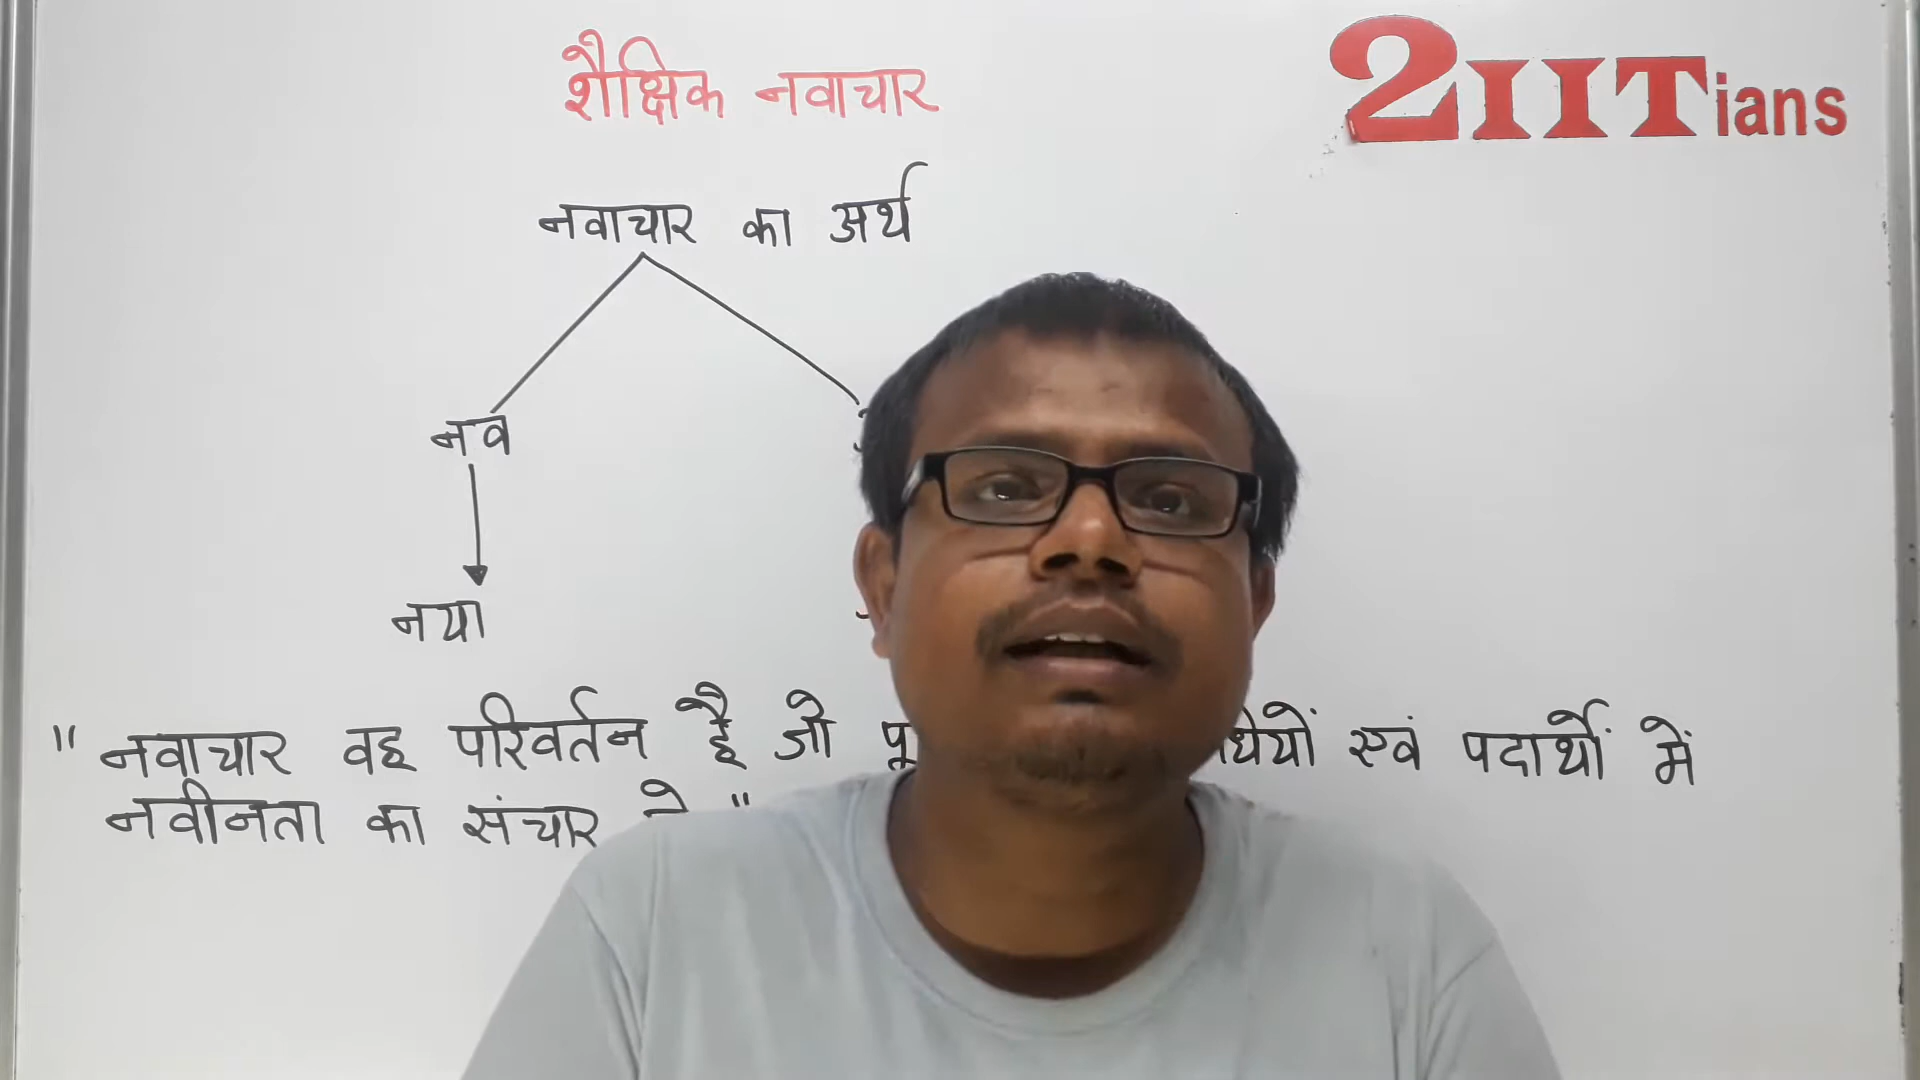 शैक्षिक नवाचार
2IITians
नवाचार का अर्थ
नव
नया
" नवाचार वह परिवर्तन है जो एवं पदार्थों में
नवीनता का संचार "